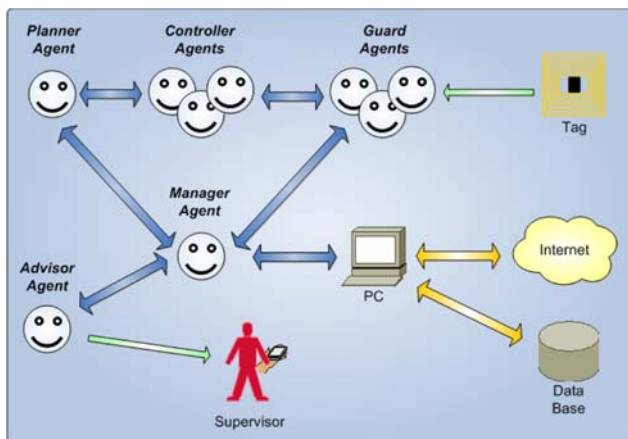 Planner
Agent
Controller
Agents
Guard
Agents
Tag
Manager
Agent
Internet
Advisor
Agent
PC
Supervisor
Data
Base